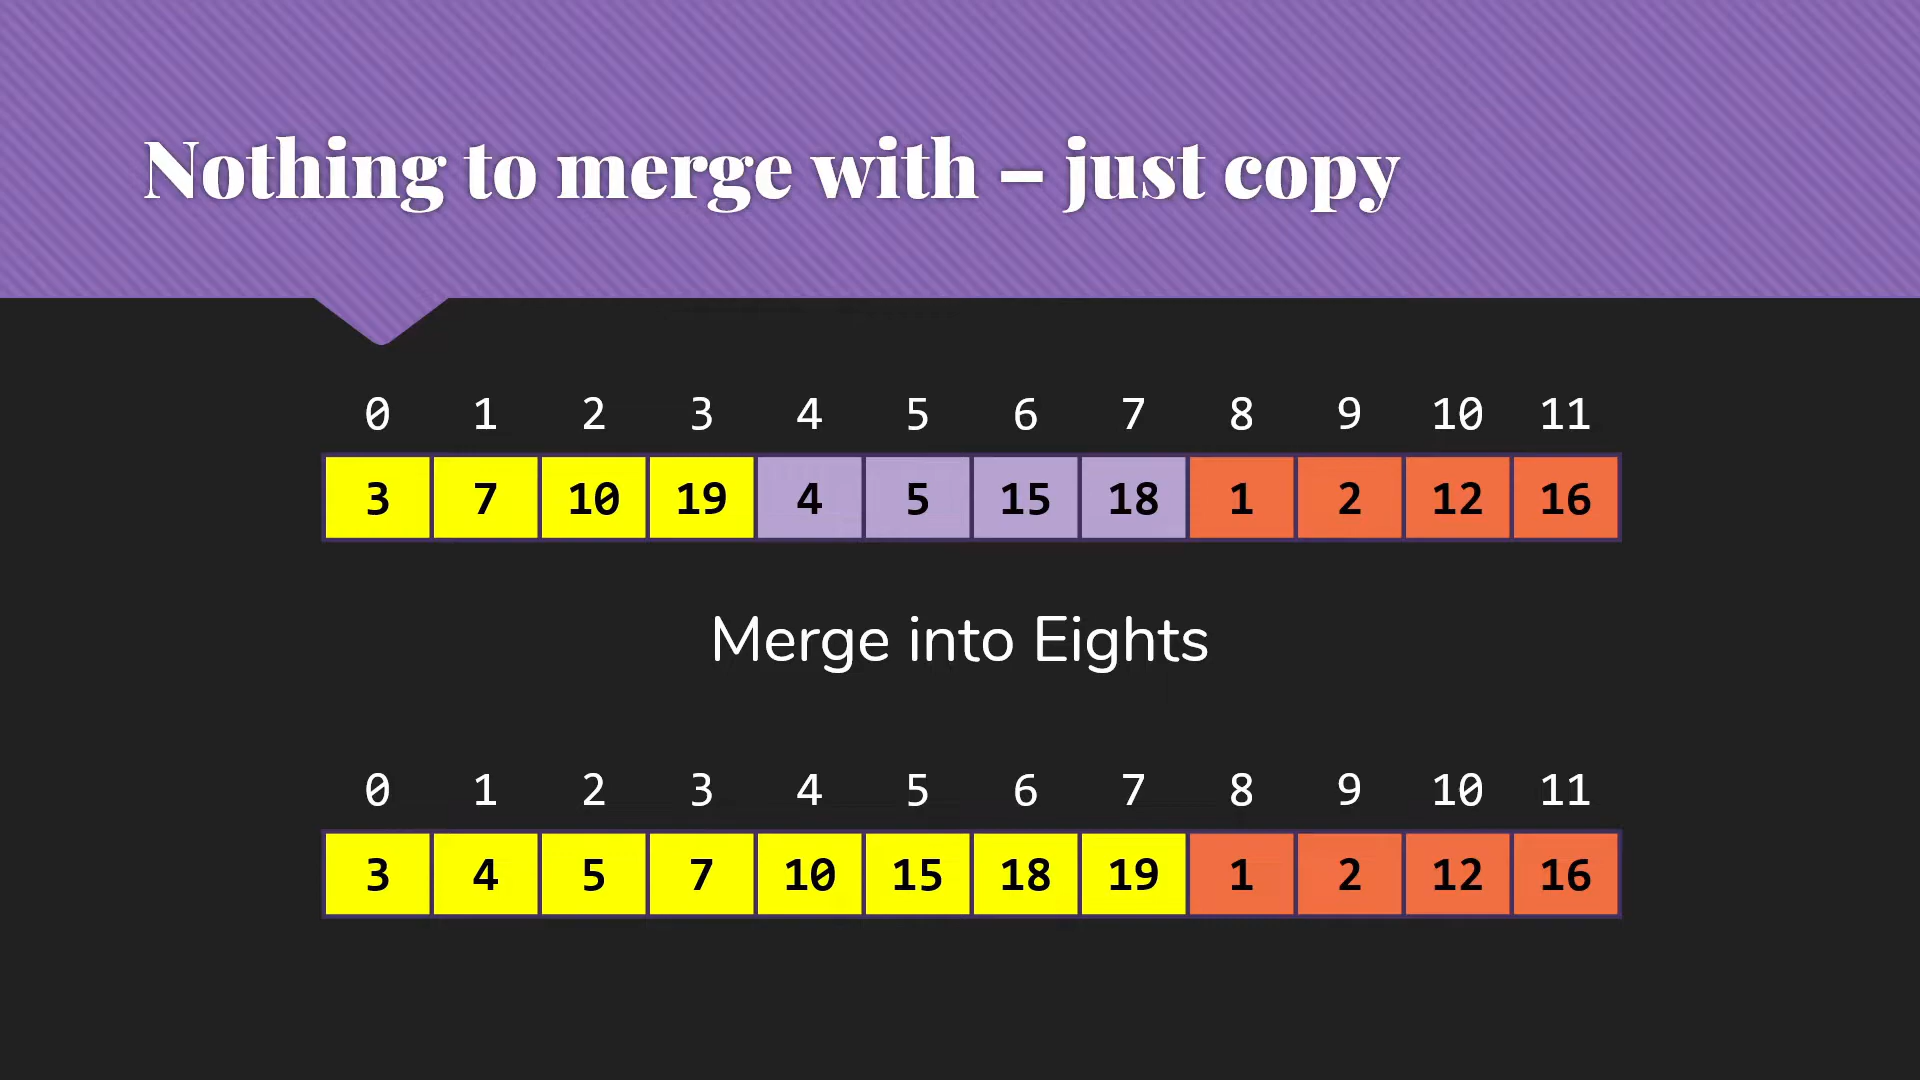 Nothing to merge with – just copy
0 1 2 3 4 5 6 7 8 9 10 11
3 7 10 19 4 5 15 18 1 2 12 16
Merge into Eights
0 1 2 3 4 5 6 7 8 9 10 11
3 4 5 7 10 15 18 19 1 2 12 16